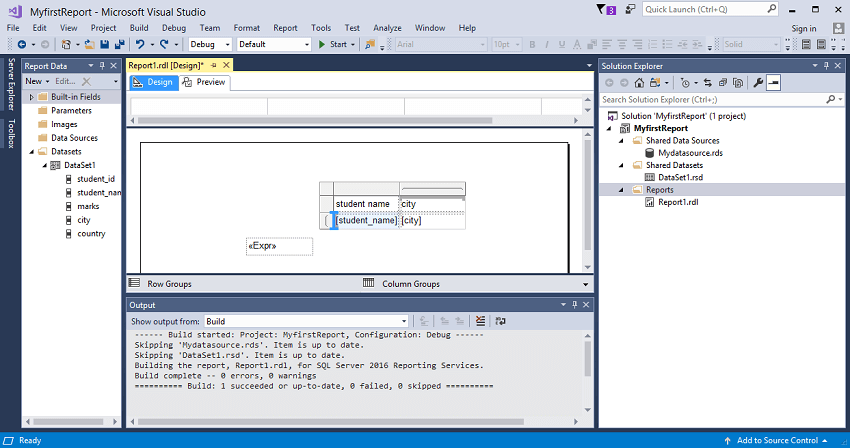 MyfirstReport - Microsoft Visual Studio
3
Quick Launch (Ctrl+Q)
File Edit View Project Build Debug Team Format Report Tools Test Analyze Window Help
Sign in
Debug Default Start Arial 10pt Solid
Server Explorer
Toolbox
Report Data
New Edit...
Built-in Fields
Parameters
Images
Data Sources
Datasets
DataSet1
student_id
student_nam
marks
city
country
Report1.rdl [Design]*
Design Preview
student name city
[student_name] [city]
«Expr»
Row Groups Column Groups
Output
Show output from: Build
------ Build started: Project: MyfirstReport, Configuration: Debug ------
Skipping 'Mydatasource.rds'. Item is up to date.
Skipping 'DataSet1.rsd'. Item is up to date.
Building the report, Report1.rdl, for SQL Server 2016 Reporting Services.
Build complete -- 0 errors, 0 warnings
========== Build: 1 succeeded or up-to-date, 0 failed, 0 skipped ==========
Solution Explorer
Search Solution Explorer (Ctrl+;)
Solution 'MyfirstReport' (1 project)
MyfirstReport
Shared Data Sources
Mydatasource.rds
Shared Datasets
DataSet1.rsd
Reports
Report1.rdl
Ready
Add to Source Control